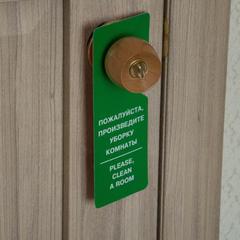 ПОЖАЛУЙСТА,
ПРОИЗВЕДИТЕ
УБОРКУ
КОМНАТЫ
PLEASE,
CLEAN
A ROOM